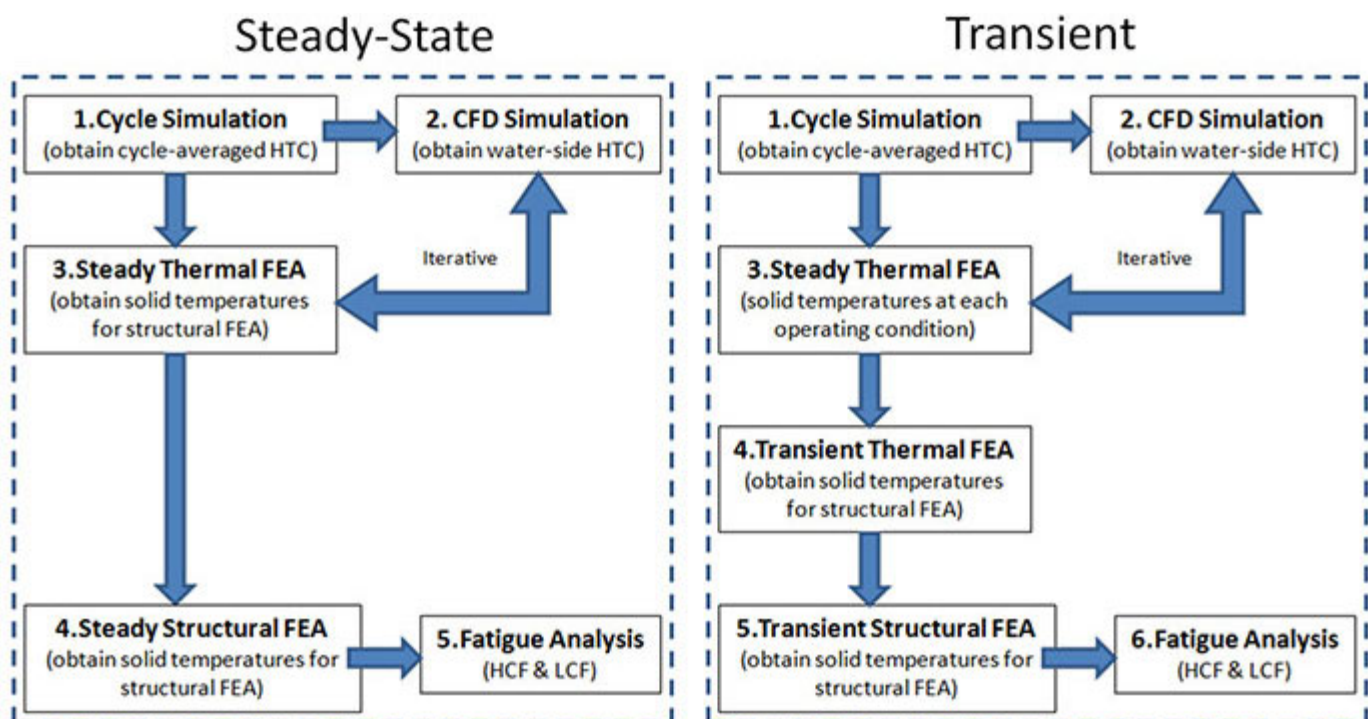 Steady-State
1.Cycle Simulation
(obtain cycle-averaged HTC)
2. CFD Simulation
(obtain water-side HTC)
Iterative
3.Steady Thermal FEA
(obtain solid temperatures
for structural FEA)
4.Steady Structural FEA
(obtain solid temperatures for
structural FEA)
5.Fatigue Analysis
(HCF & LCF)
Transient
1.Cycle Simulation
(obtain cycle-averaged HTC)
2. CFD Simulation
(obtain water-side HTC)
Iterative
3.Steady Thermal FEA
(solid temperatures at each
operating condition)
4.Transient Thermal FEA
(obtain solid temperatures
for structural FEA)
5.Transient Structural FEA
(obtain solid temperatures for
structural FEA)
6.Fatigue Analysis
(HCF & LCF)